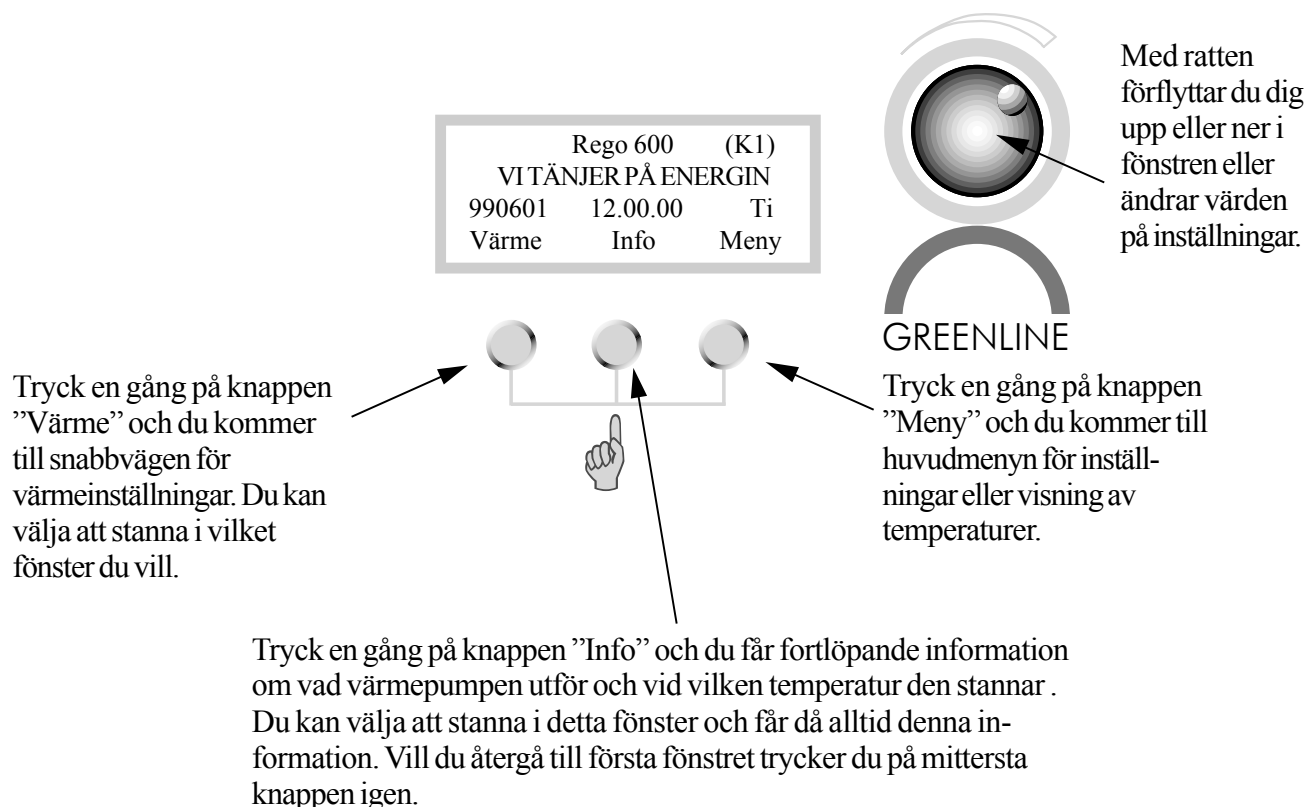 Med ratten
förflyttar du dig
upp eller ner i
fönstren eller
ändrar värden
på inställningar.
Rego 600 (K1)
VI TÄNJER PÅ ENERGIN
990601 12.00.00 Ti
Värme Info Meny
GREENLINE
Tryck en gång på knappen
”Värme” och du kommer
till snabbvägen för
värmeinställningar. Du kan
välja att stanna i vilket
fönster du vill.
Tryck en gång på knappen
”Meny” och du kommer till
huvudmenyn för inställ-
ningar eller visning av
temperaturer.
Tryck en gång på knappen ”Info” och du får fortlöpande information
om vad värmepumpen utför och vid vilken temperatur den stannar .
Du kan välja att stanna i detta fönster och får då alltid denna in-
formation. Vill du återgå till första fönstret trycker du på mittersta
knappen igen.